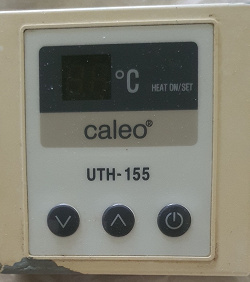 °C
HEAT ON/SET
caleo®
UTH-155